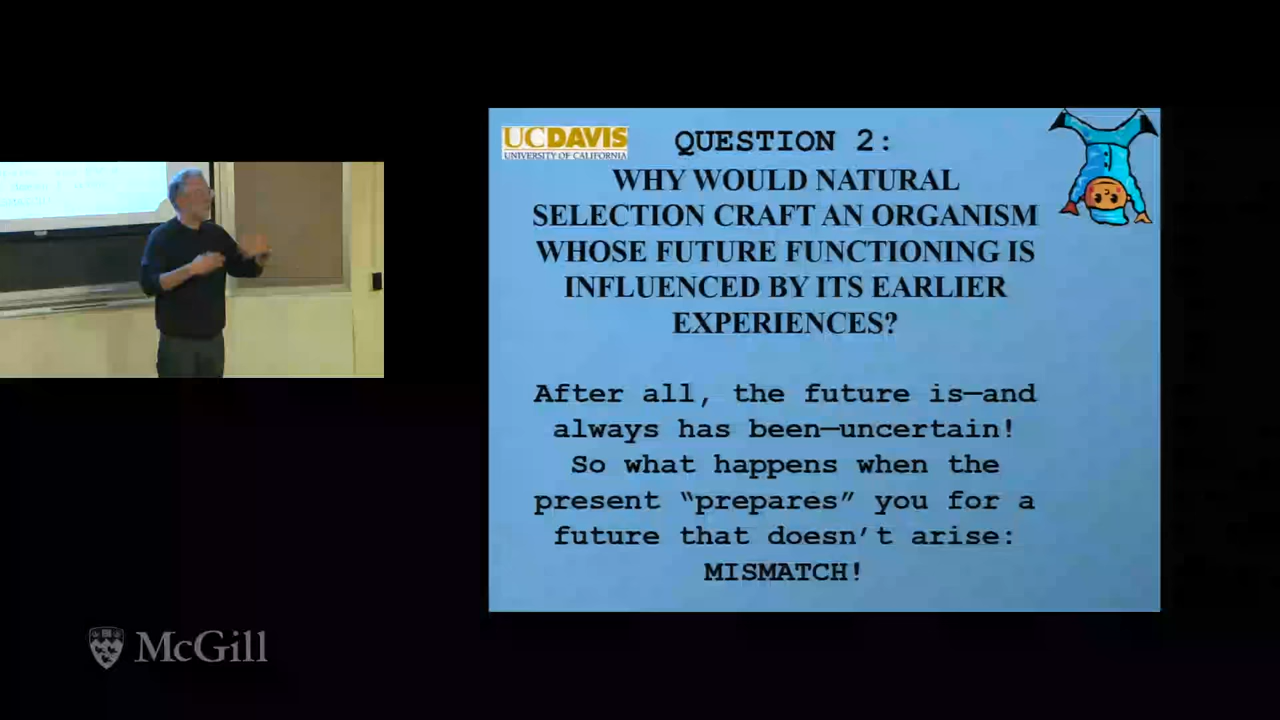 UCDAVIS
UNIVERSITY OF CALIFORNIA
QUESTION 2:
WHY WOULD NATURAL
SELECTION CRAFT AN ORGANISM
WHOSE FUTURE FUNCTIONING IS
INFLUENCED BY ITS EARLIER
EXPERIENCES?
After all, the future is—and
always has been—uncertain!
So what happens when the
present “prepares” you for a
future that doesn’t arise:
MISMATCH!
McGill